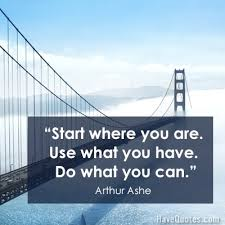 “Start where you are.
Use what you have.
Do what you can.”
Arthur Ashe
HaveQuotes.com